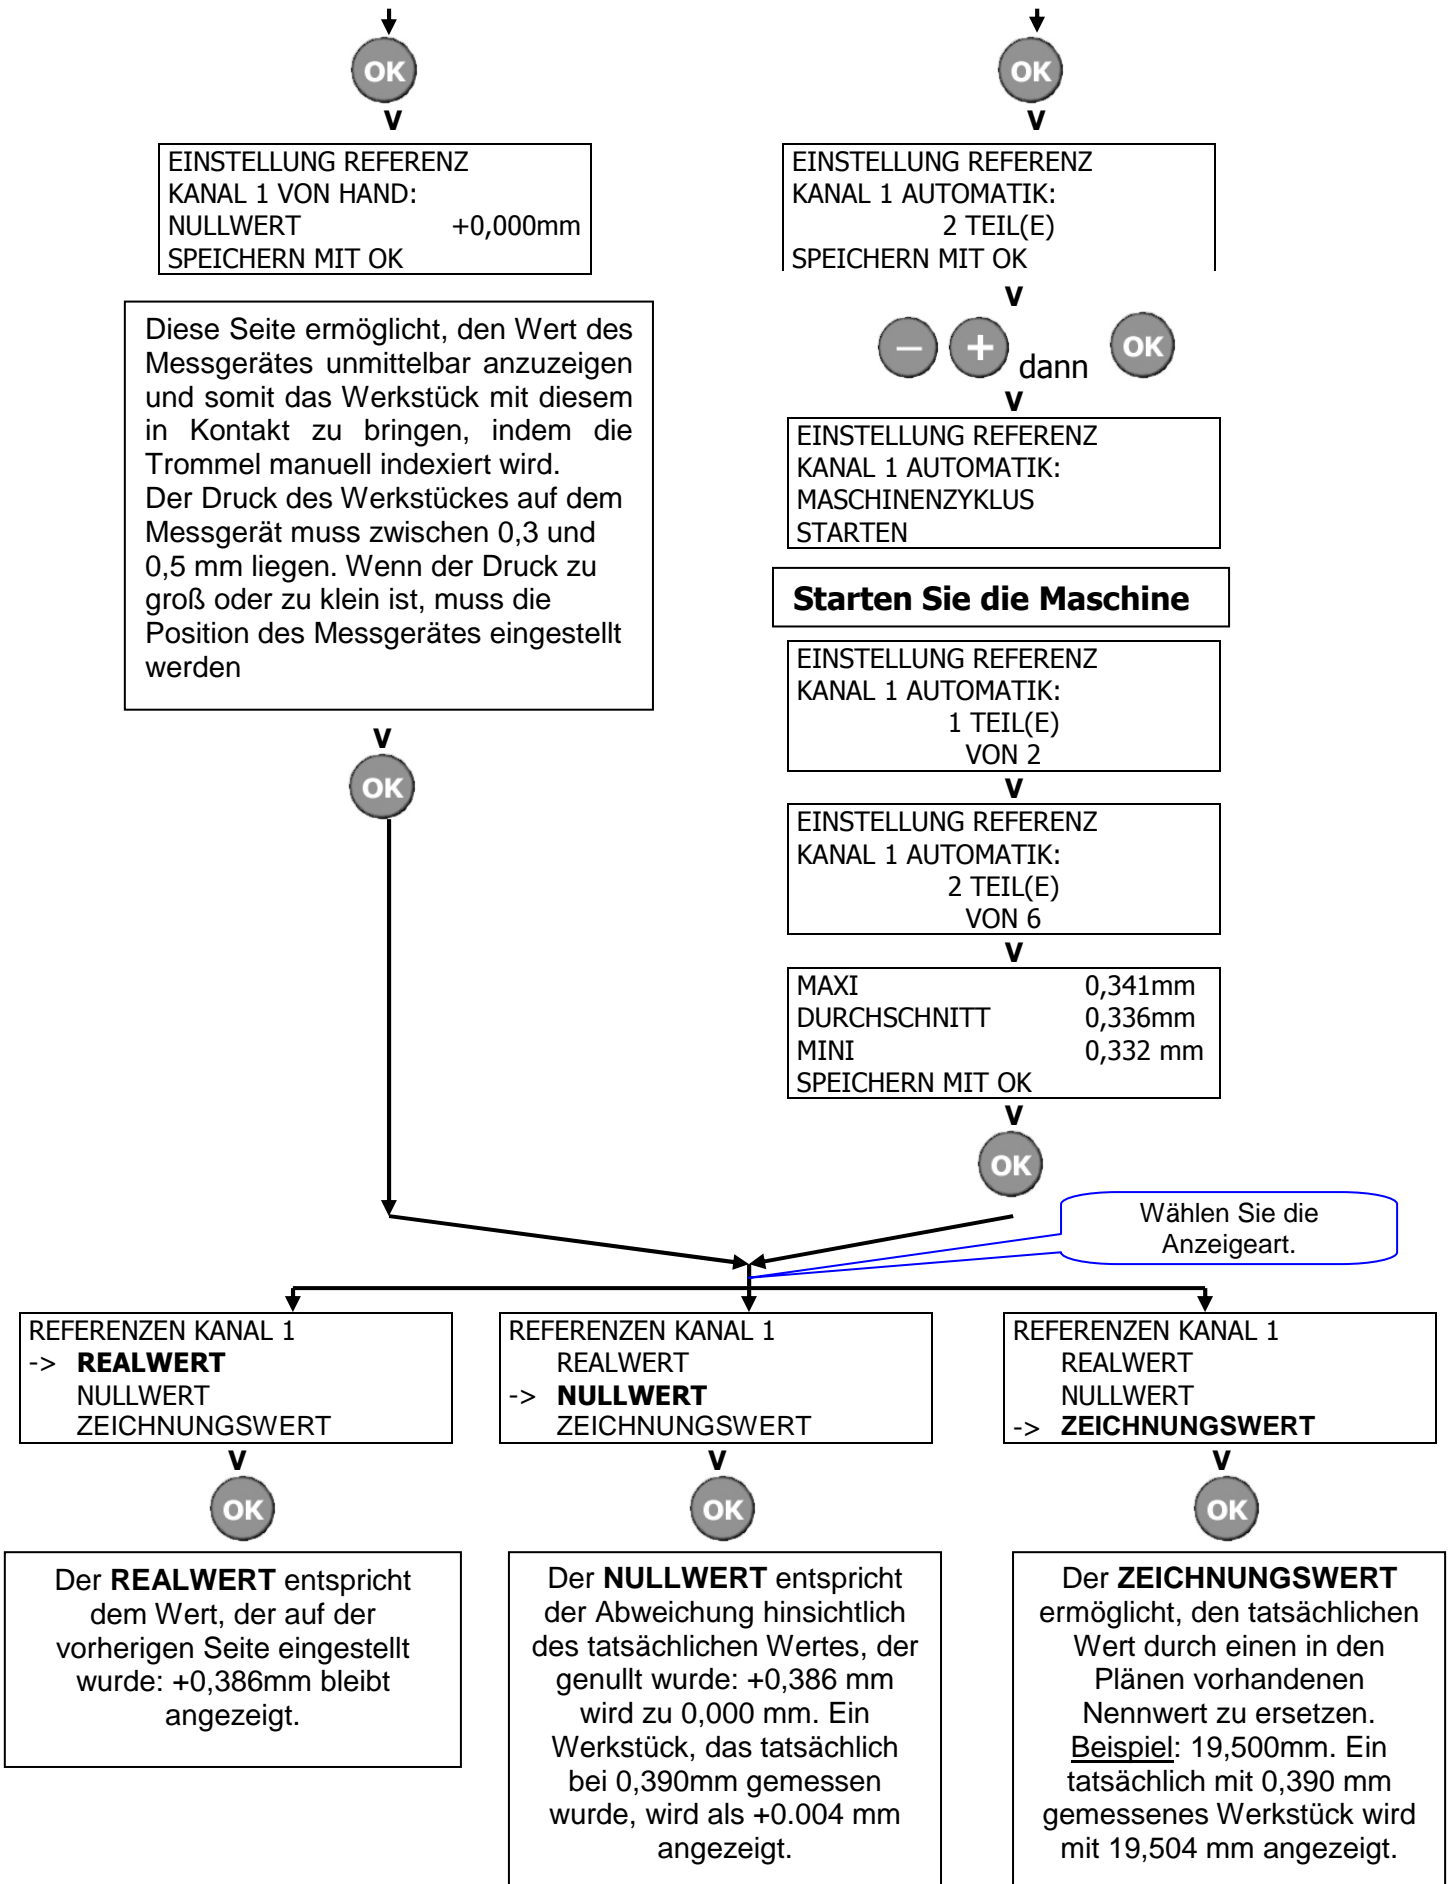 OK
v
EINSTELLUNG REFERENZ
KANAL 1 VON HAND:
NULLWERT +0,000mm
SPEICHERN MIT OK
Diese Seite ermöglicht, den Wert des
Messgerätes unmittelbar anzuzeigen
und somit das Werkstück mit diesem
in Kontakt zu bringen, indem die
Trommel manuell indexiert wird.
Der Druck des Werkstückes auf dem
Messgerät muss zwischen 0,3 und
0,5 mm liegen. Wenn der Druck zu
groß oder zu klein ist, muss die
Position des Messgerätes eingestellt
werden
v
OK
OK
v
EINSTELLUNG REFERENZ
KANAL 1 AUTOMATIK:
2 TEIL(E)
SPEICHERN MIT OK
v
− + dann OK
v
EINSTELLUNG REFERENZ
KANAL 1 AUTOMATIK:
MASCHINENZYKLUS
STARTEN
Starten Sie die Maschine
EINSTELLUNG REFERENZ
KANAL 1 AUTOMATIK:
1 TEIL(E)
VON 2
v
EINSTELLUNG REFERENZ
KANAL 1 AUTOMATIK:
2 TEIL(E)
VON 6
v
MAXI 0,341mm
DURCHSCHNITT 0,336mm
MINI 0,332 mm
SPEICHERN MIT OK
v
OK
Wählen Sie die
Anzeigeart.
REFERENZEN KANAL 1
-> REALWERT
NULLWERT
ZEICHNUNGSWERT
v
OK
Der REALWERT entspricht
dem Wert, der auf der
vorherigen Seite eingestellt
wurde: +0,386mm bleibt
angezeigt.
REFERENZEN KANAL 1
REALWERT
-> NULLWERT
ZEICHNUNGSWERT
v
OK
Der NULLWERT entspricht
der Abweichung hinsichtlich
des tatsächlichen Wertes, der
genullt wurde: +0,386 mm
wird zu 0,000 mm. Ein
Werkstück, das tatsächlich
bei 0,390mm gemessen
wurde, wird als +0.004 mm
angezeigt.
REFERENZEN KANAL 1
REALWERT
NULLWERT
-> ZEICHNUNGSWERT
v
OK
Der ZEICHNUNGSWERT
ermöglicht, den tatsächlichen
Wert durch einen in den
Plänen vorhandenen
Nennwert zu ersetzen.
Beispiel: 19,500mm. Ein
tatsächlich mit 0,390 mm
gemessenes Werkstück wird
mit 19,504 mm angezeigt.